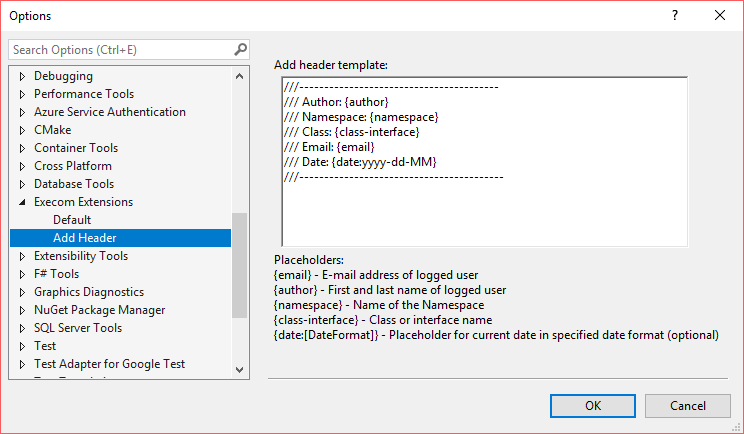 Options
?
Search Options (Ctrl+E)
Debugging
Performance Tools
Azure Service Authentication
CMake
Container Tools
Cross Platform
Database Tools
Execom Extensions
Default
Add Header
Extensibility Tools
F# Tools
Graphics Diagnostics
NuGet Package Manager
SQL Server Tools
Test
Test Adapter for Google Test
Add header template:
///----------------------------------------
/// Author: {author}
/// Namespace: {namespace}
/// Class: {class-interface}
/// Email: {email}
/// Date: {date:yyyy-dd-MM}
///-----------------------------------------
Placeholders:
{email} - E-mail address of logged user
{author} - First and last name of logged user
{namespace} - Name of the Namespace
{class-interface} - Class or interface name
{date:[DateFormat]} - Placeholder for current date in specified date format (optional)
OK
Cancel